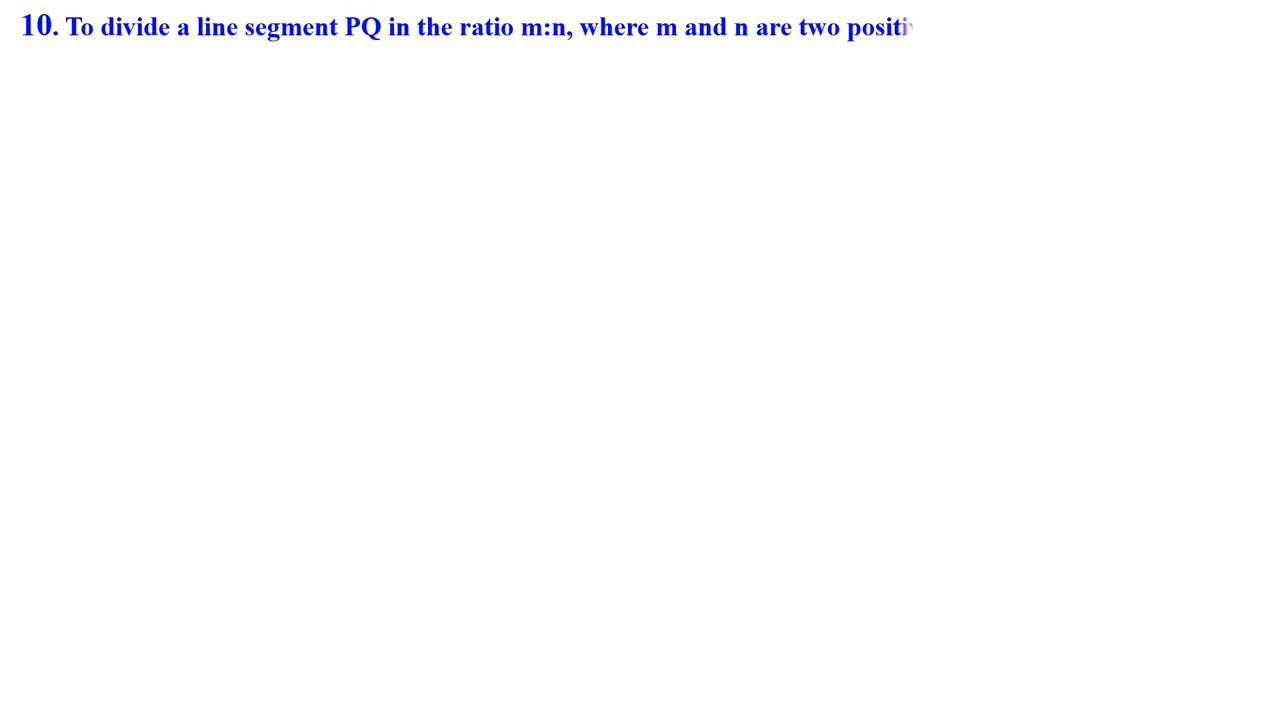 10. To divide a line segment PQ in the ratio m:n, where m and n are two positi